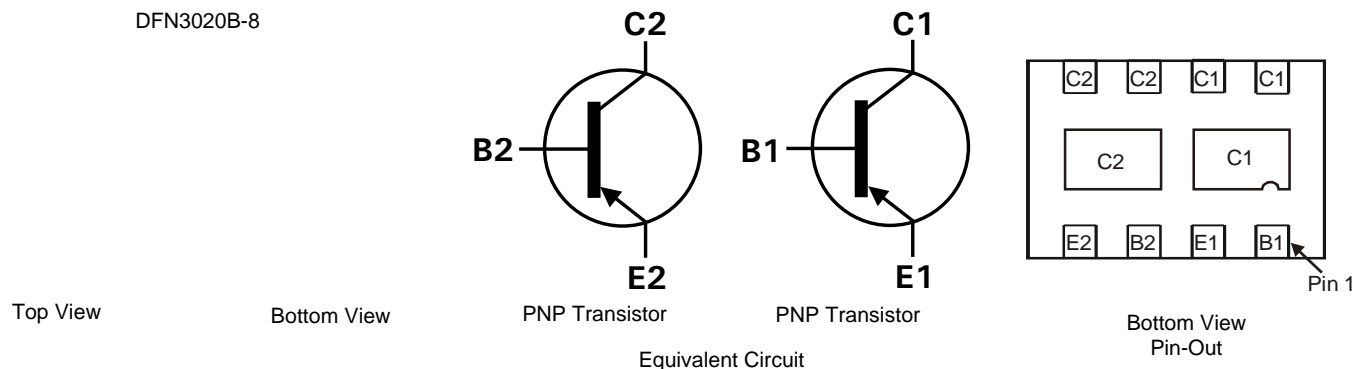 DFN3020B-8
C2
C1
B2
B1
E2
E1
C2 C2 C1 C1
C2 C1
E2 B2 E1 B1
Pin 1
Top View
Bottom View
PNP Transistor
PNP Transistor
Equivalent Circuit
Bottom View
Pin-Out